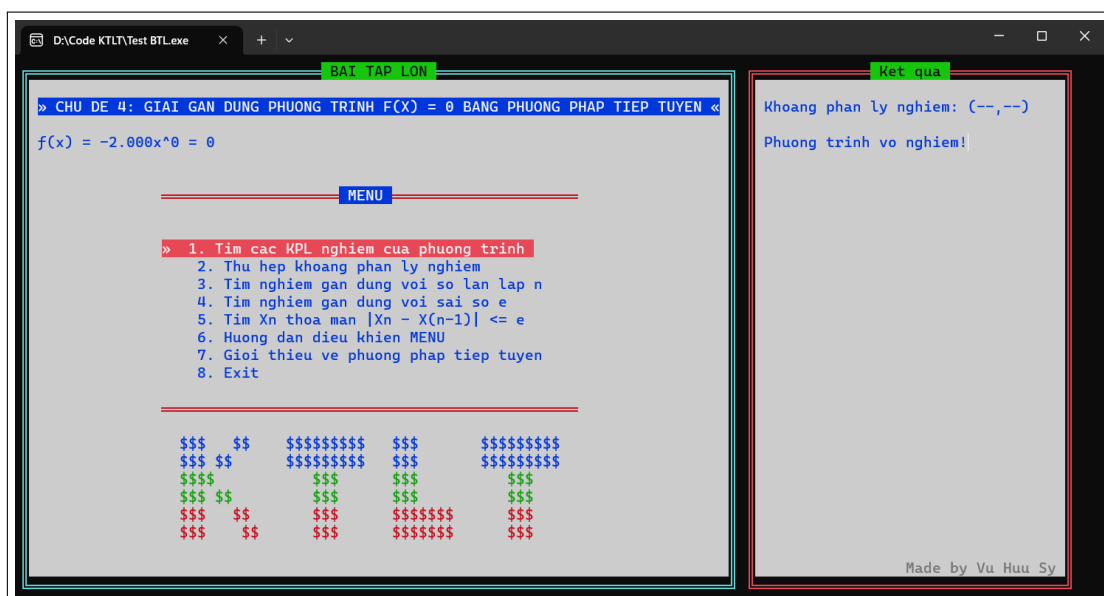 D:\Code KTLT\Test BTL.exe
BAI TAP LON
» CHU DE 4: GIAI GAN DUNG PHUONG TRINH F(X) = 0 BANG PHUONG PHAP TIEP TUYEN «
ƒ(x) = -2.000x^0 = 0
MENU
» 1. Tim cac KPL nghiem cua phuong trinh
2. Thu hep khoang phan ly nghiem
3. Tim nghiem gan dung voi so lan lap n
4. Tim nghiem gan dung voi sai so e
5. Tim Xn thoa man |Xn - X(n-1)| <= e
6. Huong dan dieu khien MENU
7. Gioi thieu ve phuong phap tiep tuyen
8. Exit
$$$   $$    $$$$$$$$$   $$$       $$$$$$$$$
$$$ $$      $$$$$$$$$   $$$       $$$$$$$$$
$$$$           $$$      $$$          $$$
$$$ $$         $$$      $$$          $$$
$$$   $$       $$$      $$$$$$$      $$$
$$$    $$      $$$      $$$$$$$      $$$
Ket qua
Khoang phan ly nghiem: (--,--)
Phuong trinh vo nghiem!
Made by Vu Huu Sy